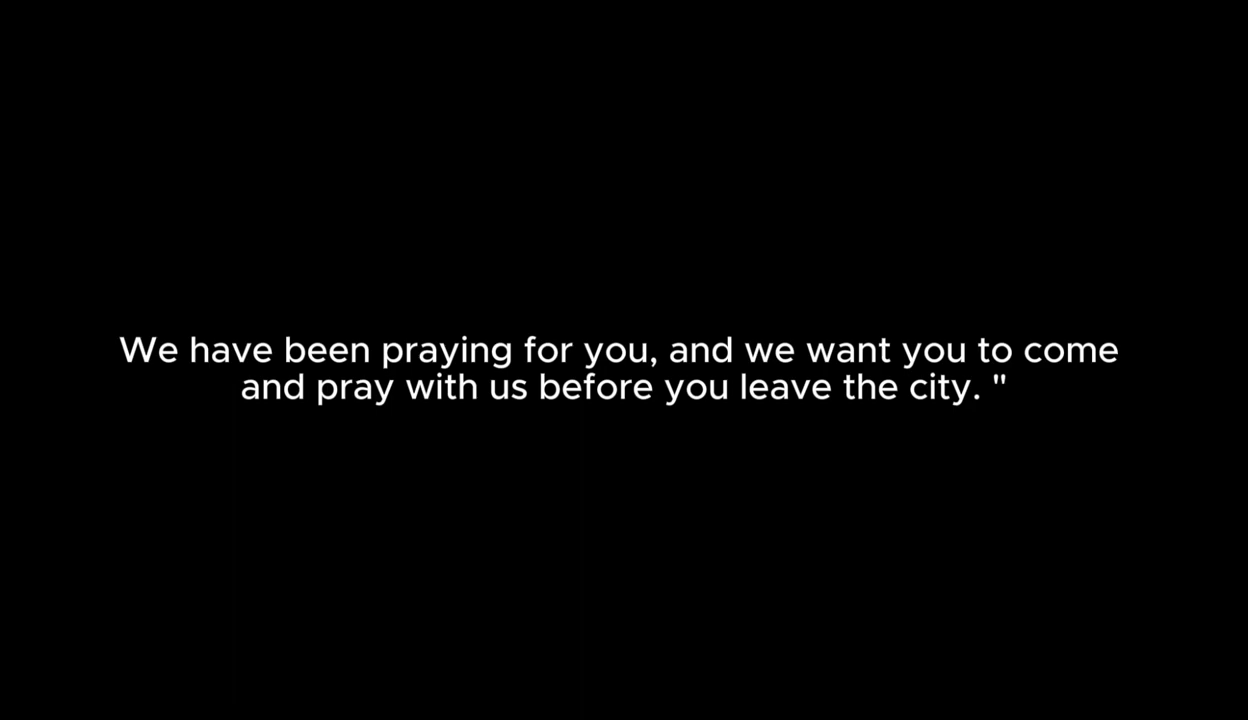 We have been praying for you, and we want you to come
and pray with us before you leave the city. "